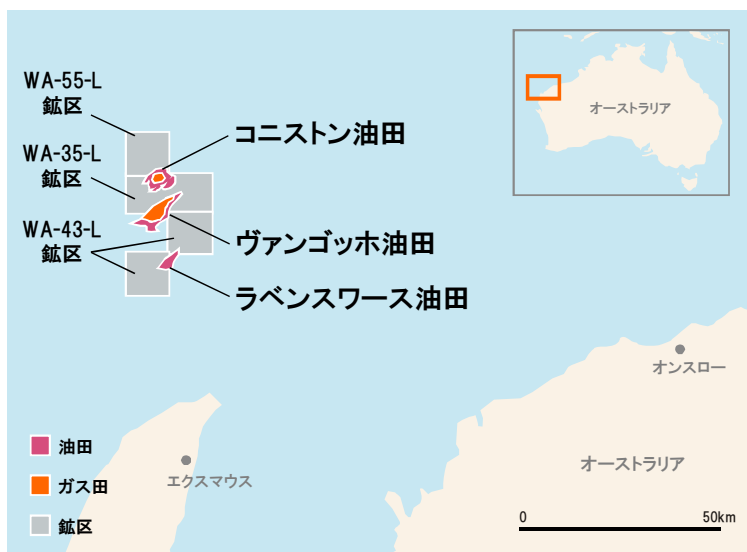 WA-55-L
鉱区
コニストン油田
WA-35-L
鉱区
WA-43-L
鉱区
ヴァンゴッホ油田
ラベンスワース油田
オーストラリア
オンスロー
オーストラリア
エクスマウス
油田
ガス田
鉱区
0 50km